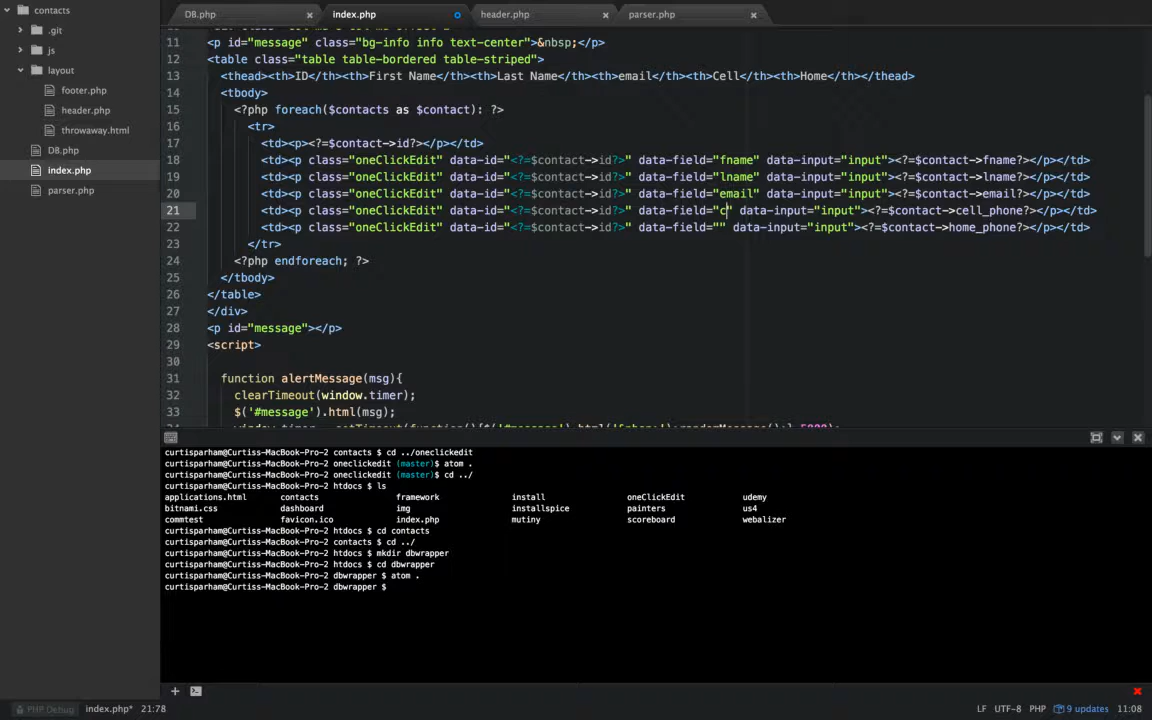 contacts
.git
js
layout
footer.php
header.php
throwaway.html
DB.php
index.php
parser.php
DB.php × index.php header.php × parser.php ×
11 <p id="message" class="bg-info info text-center">&nbsp;</p>
12 <table class="table table-bordered table-striped">
13 <thead><th>ID</th><th>First Name</th><th>Last Name</th><th>email</th><th>Cell</th><th>Home</th></thead>
14 <tbody>
15 <?php foreach($contacts as $contact): ?>
16 <tr>
17 <td><p><?=$contact->id?></p></td>
18 <td><p class="oneClickEdit" data-id="<?=$contact->id?>" data-field="fname" data-input="input"><?=$contact->fname?></p></td>
19 <td><p class="oneClickEdit" data-id="<?=$contact->id?>" data-field="lname" data-input="input"><?=$contact->lname?></p></td>
20 <td><p class="oneClickEdit" data-id="<?=$contact->id?>" data-field="email" data-input="input"><?=$contact->email?></p></td>
21 <td><p class="oneClickEdit" data-id="<?=$contact->id?>" data-field="c" data-input="input"><?=$contact->cell_phone?></p></td>
22 <td><p class="oneClickEdit" data-id="<?=$contact->id?>" data-field="" data-input="input"><?=$contact->home_phone?></p></td>
23 </tr>
24 <?php endforeach; ?>
25 </tbody>
26 </table>
27 </div>
28 <p id="message"></p>
29 <script>
30
31 function alertMessage(msg){
32 clearTimeout(window.timer);
33 $('#message').html(msg);
curtisparham@Curtiss-MacBook-Pro-2 contacts $ cd ../oneclickedit
curtisparham@Curtiss-MacBook-Pro-2 oneclickedit (master)$ atom .
curtisparham@Curtiss-MacBook-Pro-2 oneclickedit (master)$ cd ../
curtisparham@Curtiss-MacBook-Pro-2 htdocs $ ls
applications.html contacts framework install oneClickEdit udemy
bitnami.css dashboard img installspice painters us4
commtest favicon.ico index.php mutiny scoreboard webalizer
curtisparham@Curtiss-MacBook-Pro-2 htdocs $ cd contacts
curtisparham@Curtiss-MacBook-Pro-2 contacts $ cd ../
curtisparham@Curtiss-MacBook-Pro-2 htdocs $ mkdir dbwrapper
curtisparham@Curtiss-MacBook-Pro-2 htdocs $ cd dbwrapper
curtisparham@Curtiss-MacBook-Pro-2 dbwrapper $ atom .
curtisparham@Curtiss-MacBook-Pro-2 dbwrapper $
PHP Debug index.php* 21:78 LF UTF-8 PHP 9 updates 11:08